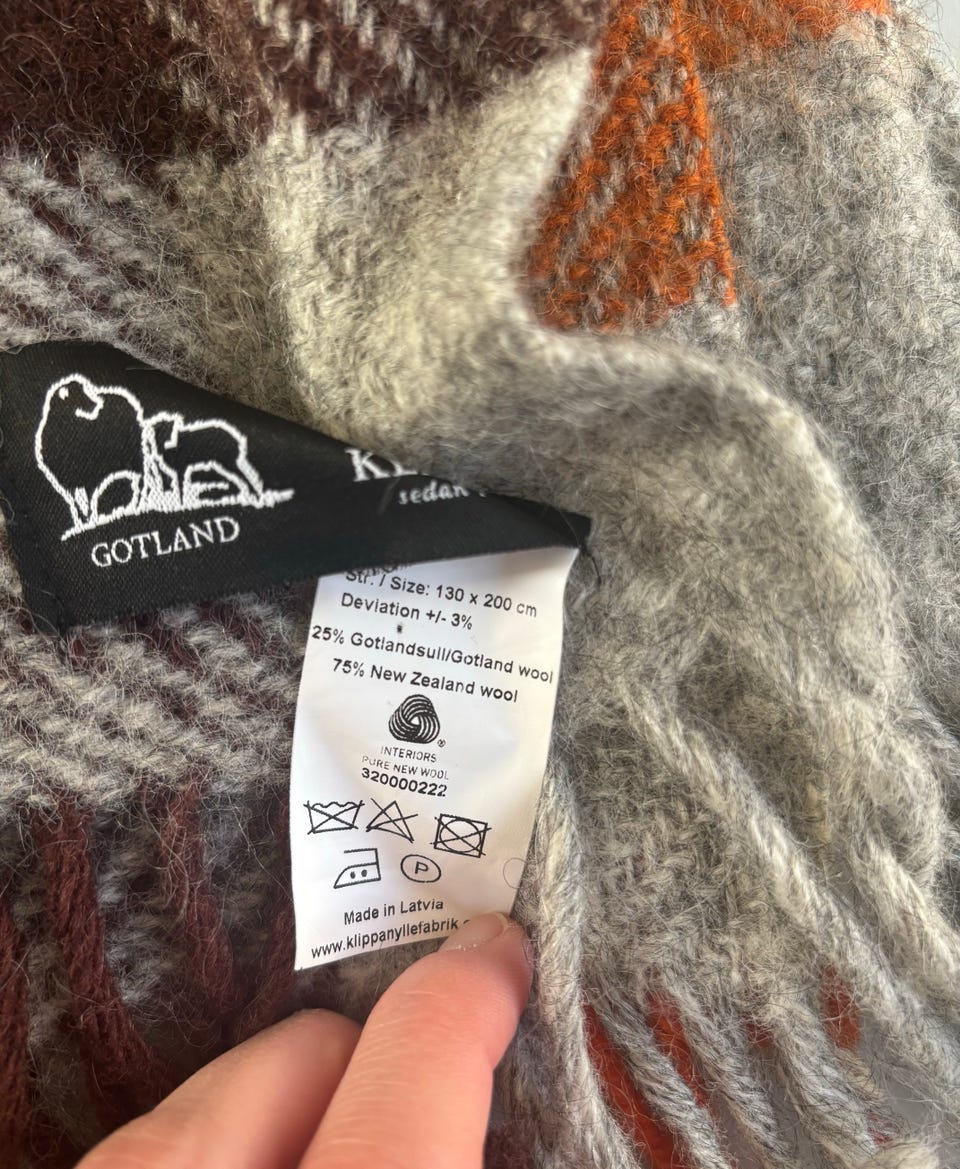 GOTLAND
sedan
Str. / Size: 130 x 200 cm
Deviation +/- 3%
25% Gotlandsull/Gotland wool
75% New Zealand wool
®
INTERIORS
PURE NEW WOOL
320000222
P
Made in Latvia
www.klippanyllefabrik